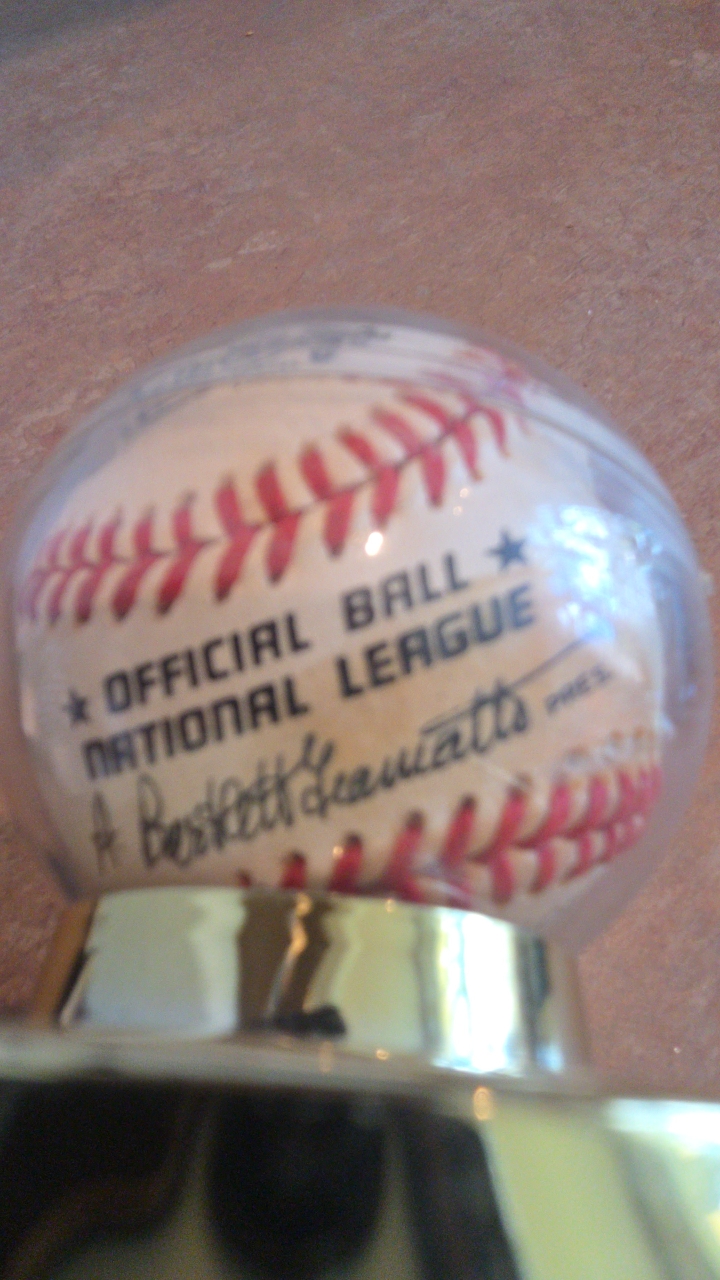 ★ OFFICIAL BALL ★
NATIONAL LEAGUE
A Bartlett Giamatti PRES.